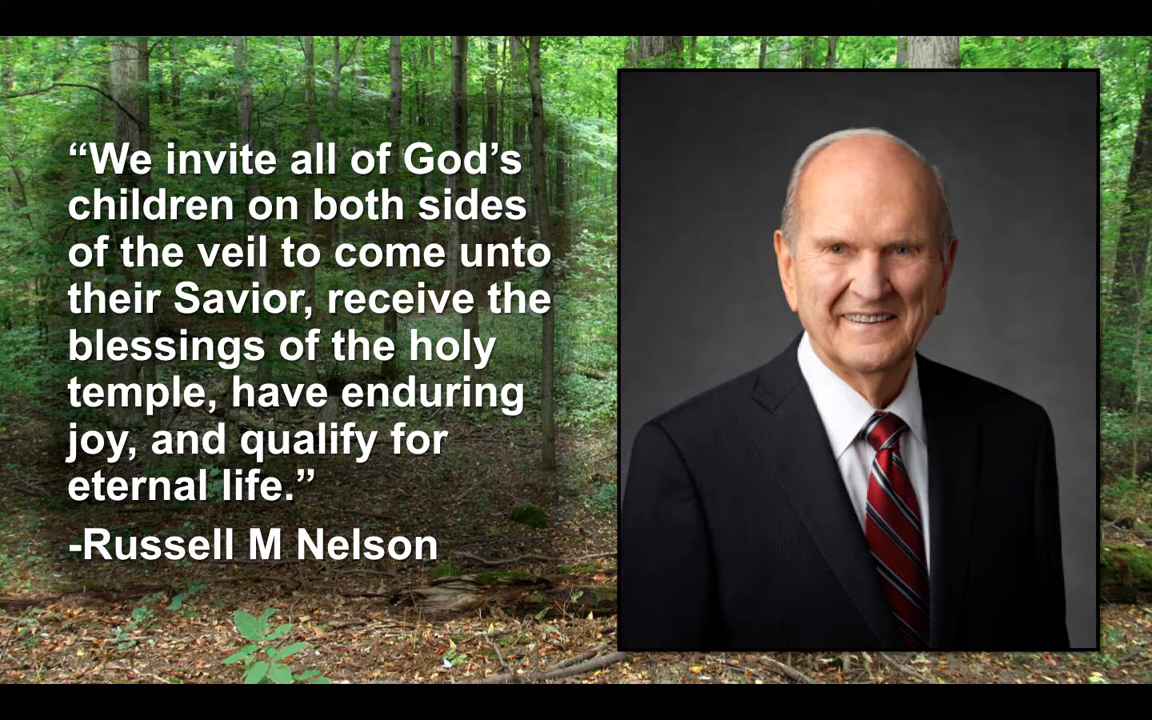 “We invite all of God’s
children on both sides
of the veil to come unto
their Savior, receive the
blessings of the holy
temple, have enduring
joy, and qualify for
eternal life.”
-Russell M Nelson